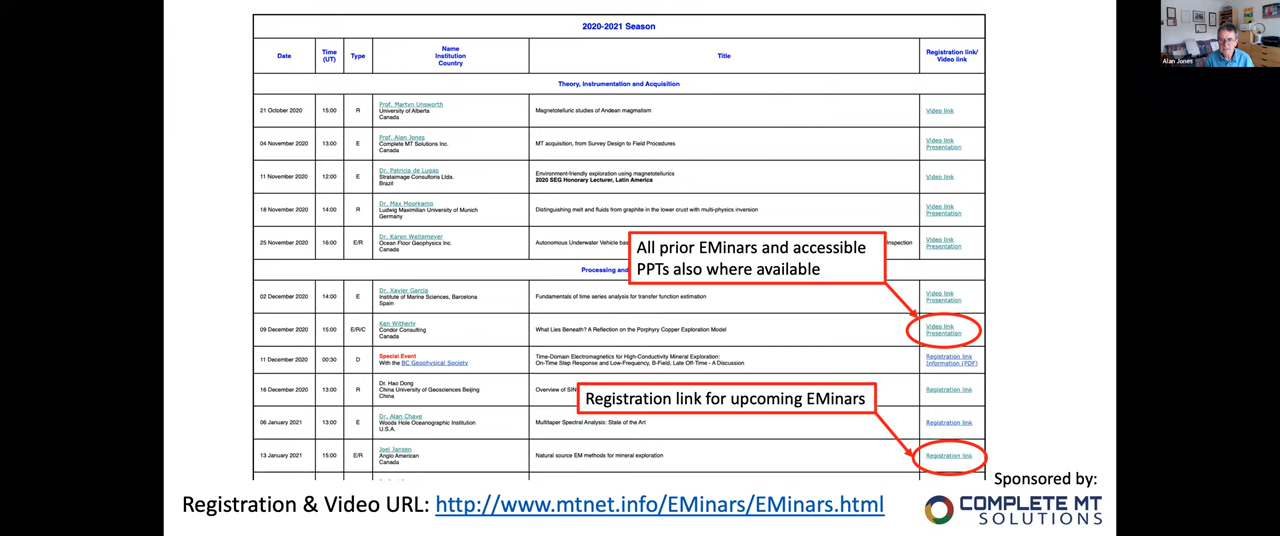 2020-2021 Season
Date
Time
(UT)
Type
Name
Institution
Country
Title
Registration link/
Video link
Theory, Instrumentation and Acquisition
21 October 2020
15:00
R
Prof. Martyn Unsworth
University of Alberta
Canada
Magnetotelluric studies of Andean magmatism
Video link
04 November 2020
13:00
E
Prof. Alan Jones
Complete MT Solutions Inc.
Canada
MT acquisition, from Survey Design to Field Procedures
Video link
Presentation
11 November 2020
12:00
E
Dr. Patricia de Lugao
Strataimage Consultoria Ltda.
Brazil
Environment-friendly exploration using magnetotellurics
2020 SEG Honorary Lecturer, Latin America
Video link
18 November 2020
14:00
R
Dr. Max Moorkamp
Ludwig Maximilian University of Munich
Germany
Distinguishing melt and fluids from graphite in the lower crust with multi-physics inversion
Video link
Presentation
25 November 2020
16:00
E/R
Dr. Karen Weitemeyer
Ocean Floor Geophysics Inc.
Canada
Autonomous Underwater Vehicle bas
nspection
Video link
Presentation
All prior EMinars and accessible
PPTs also where available
Processing and
02 December 2020
14:00
E
Dr. Xavier Garcia
Institute of Marine Sciences, Barcelona
Spain
Fundamentals of time series analysis for transfer function estimation
Video link
Presentation
09 December 2020
15:00
E/R/C
Ken Witherly
Condor Consulting
Canada
What Lies Beneath? A Reflection on the Porphyry Copper Exploration Model
Video link
Presentation
11 December 2020
00:30
D
Special Event
With the BC Geophysical Society
Time-Domain Electromagnetics for High-Conductivity Mineral Exploration:
On-Time Step Response and Low-Frequency, B-Field, Late Off-Time - A Discussion
Registration link
Information (PDF)
16 December 2020
13:00
R
Dr. Hao Dong
China University of Geosciences Beijing
China
Overview of SIN
Registration link
Registration link for upcoming EMinars
06 January 2021
13:00
E
Dr. Alan Chave
Woods Hole Oceanographic Institution
U.S.A.
Multitaper Spectral Analysis: State of the Art
Registration link
13 January 2021
15:00
E/R
Joel Jansen
Anglo American
Canada
Natural source EM methods for mineral exploration
Registration link
Registration & Video URL: http://www.mtnet.info/EMinars/EMinars.html
Sponsored by:
COMPLETE MT
SOLUTIONS
Alan Jones